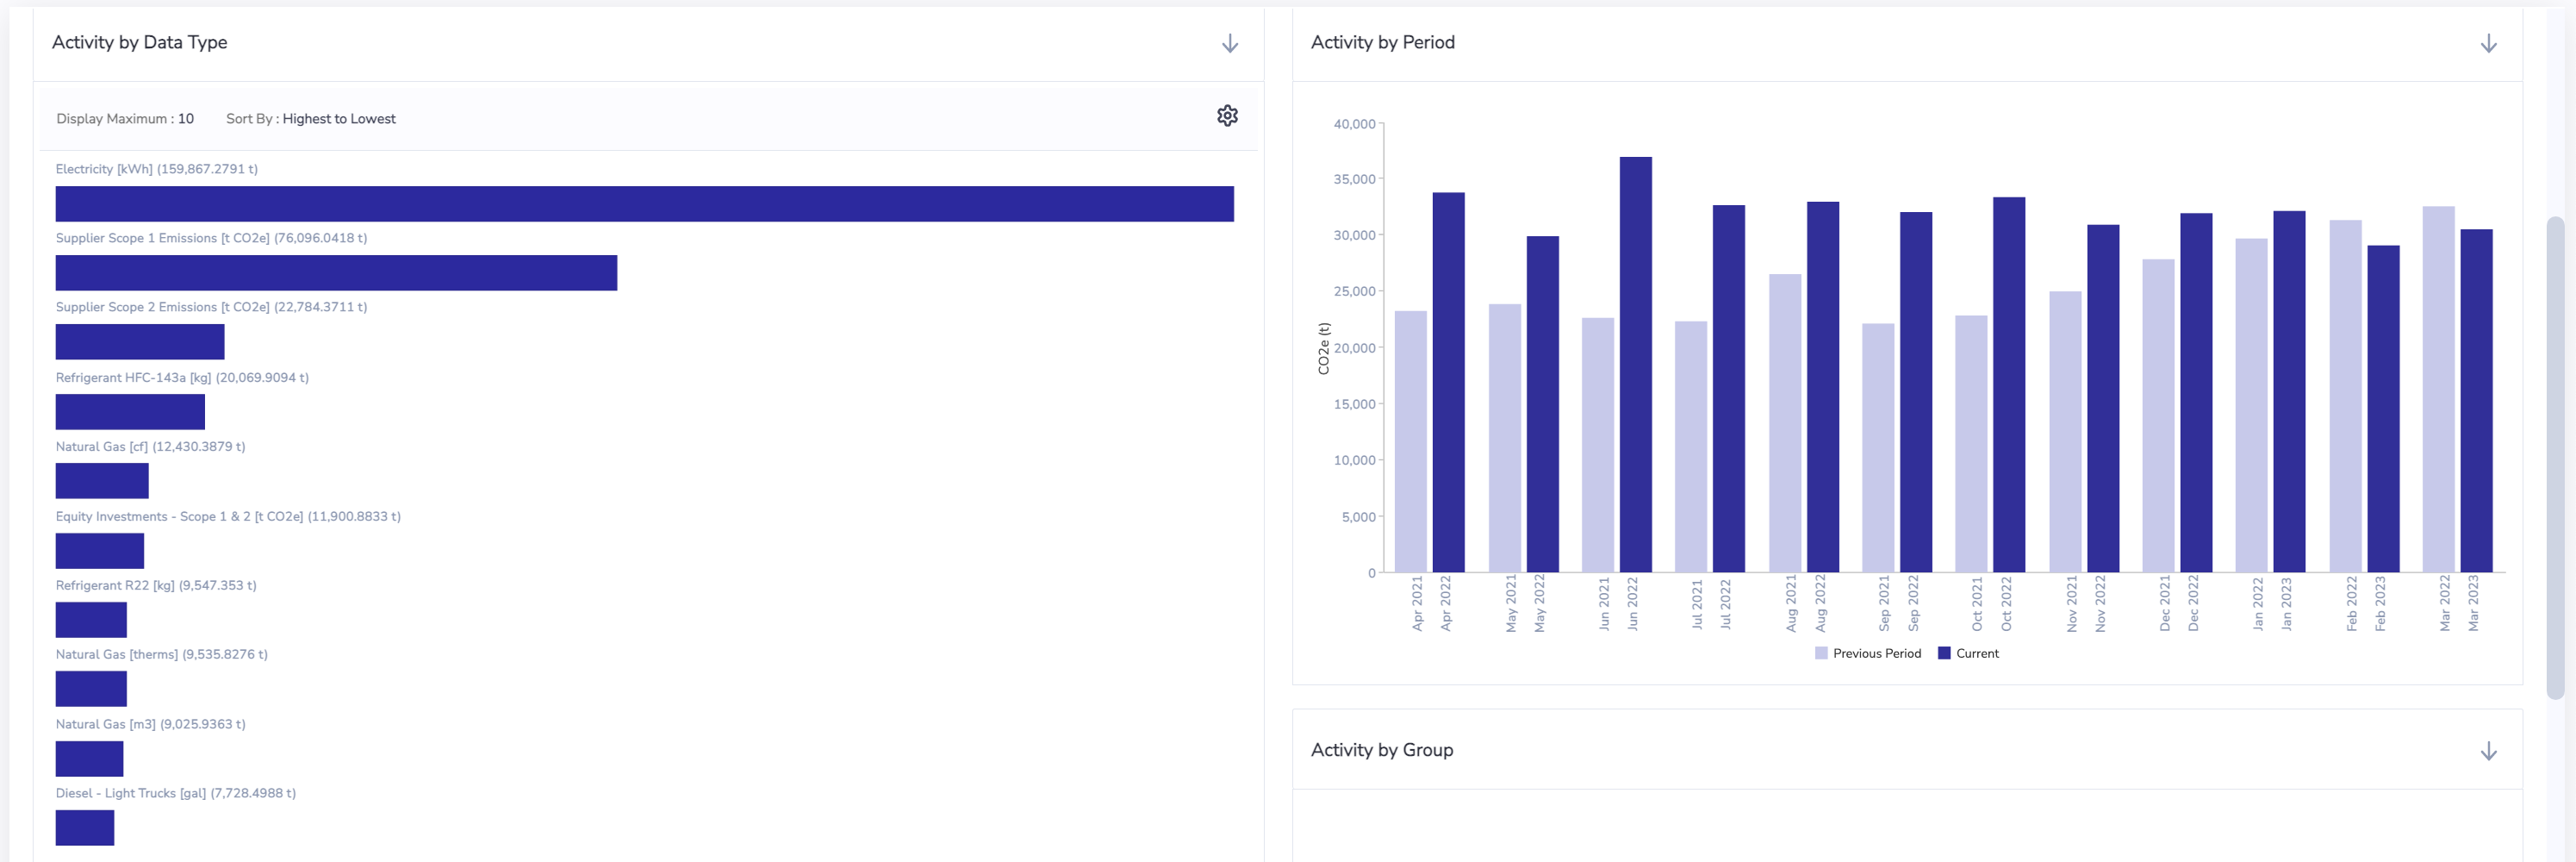 Activity by Data Type
Display Maximum : 10 Sort By : Highest to Lowest
Electricity [kWh] (159,867.2791 t)
Supplier Scope 1 Emissions [t CO2e] (76,096.0418 t)
Supplier Scope 2 Emissions [t CO2e] (22,784.3711 t)
Refrigerant HFC-143a [kg] (20,069.9094 t)
Natural Gas [cf] (12,430.3879 t)
Equity Investments - Scope 1 & 2 [t CO2e] (11,900.8833 t)
Refrigerant R22 [kg] (9,547.353 t)
Natural Gas [therms] (9,535.8276 t)
Natural Gas [m3] (9,025.9363 t)
Diesel - Light Trucks [gal] (7,728.4988 t)
Activity by Period
CO2e (t)
40,000
35,000
30,000
25,000
20,000
15,000
10,000
5,000
0
Apr 2021
Apr 2022
May 2021
May 2022
Jun 2021
Jun 2022
Jul 2021
Jul 2022
Aug 2021
Aug 2022
Sep 2021
Sep 2022
Oct 2021
Oct 2022
Nov 2021
Nov 2022
Dec 2021
Dec 2022
Jan 2022
Jan 2023
Feb 2022
Feb 2023
Mar 2022
Mar 2023
Previous Period Current
Activity by Group